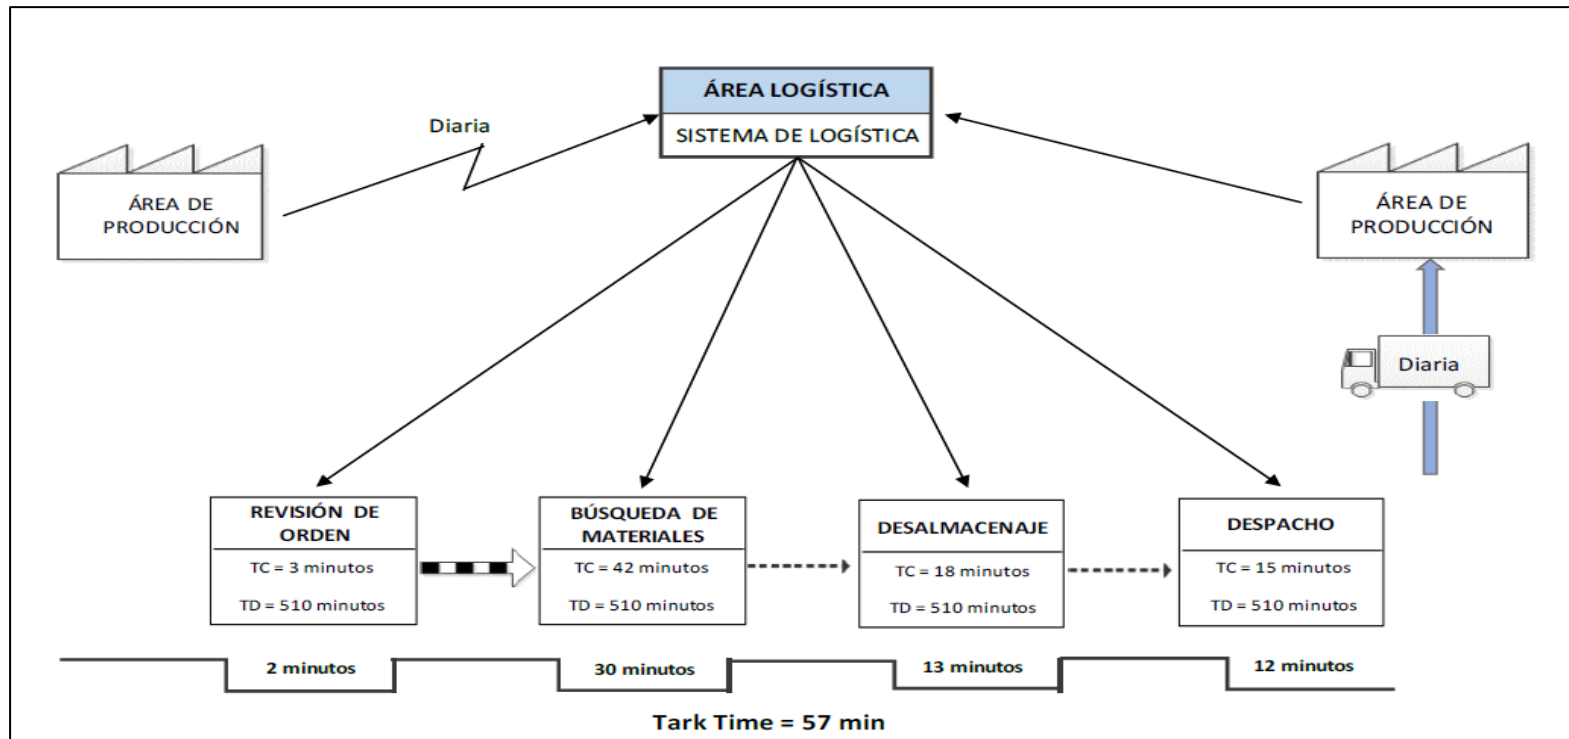 ÁREA LOGÍSTICA
SISTEMA DE LOGÍSTICA
Diaria
ÁREA DE
PRODUCCIÓN
ÁREA DE
PRODUCCIÓN
Diaria
REVISIÓN DE
ORDEN
TC = 3 minutos
TD = 510 minutos
BÚSQUEDA DE
MATERIALES
TC = 42 minutos
TD = 510 minutos
DESALMACENAJE
TC = 18 minutos
TD = 510 minutos
DESPACHO
TC = 15 minutos
TD = 510 minutos
2 minutos
30 minutos
13 minutos
12 minutos
Tark Time = 57 min